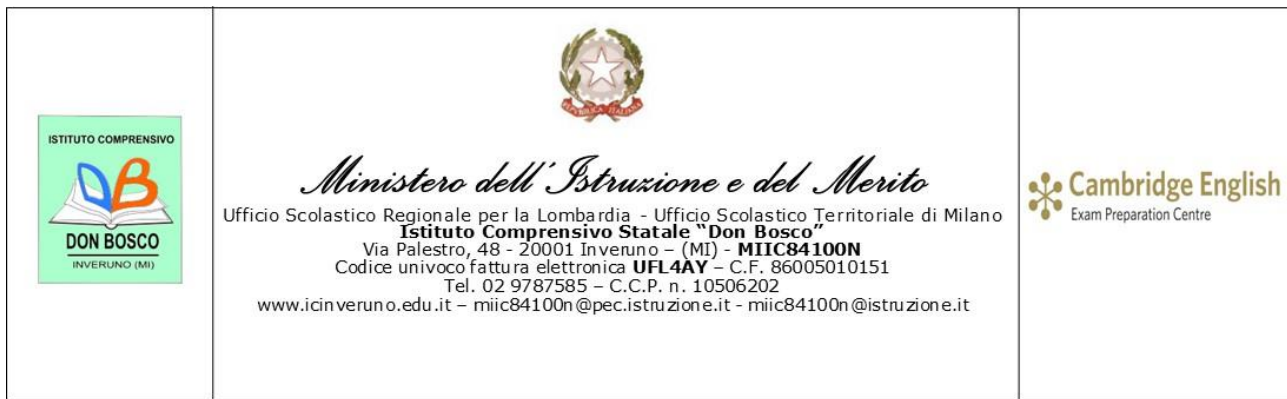 ISTITUTO COMPRENSIVO
DB
DON BOSCO
INVERUNO (MI)
REPVBBLICA ITALIANA
Ministero dell'Istruzione e del Merito
Ufficio Scolastico Regionale per la Lombardia - Ufficio Scolastico Territoriale di Milano
Istituto Comprensivo Statale “Don Bosco”
Via Palestro, 48 - 20001 Inveruno – (MI) - MIIC84100N
Codice univoco fattura elettronica UFL4AY – C.F. 86005010151
Tel. 02 9787585 – C.C.P. n. 10506202
www.icinveruno.edu.it – miic84100n@pec.istruzione.it - miic84100n@istruzione.it
Cambridge English
Exam Preparation Centre